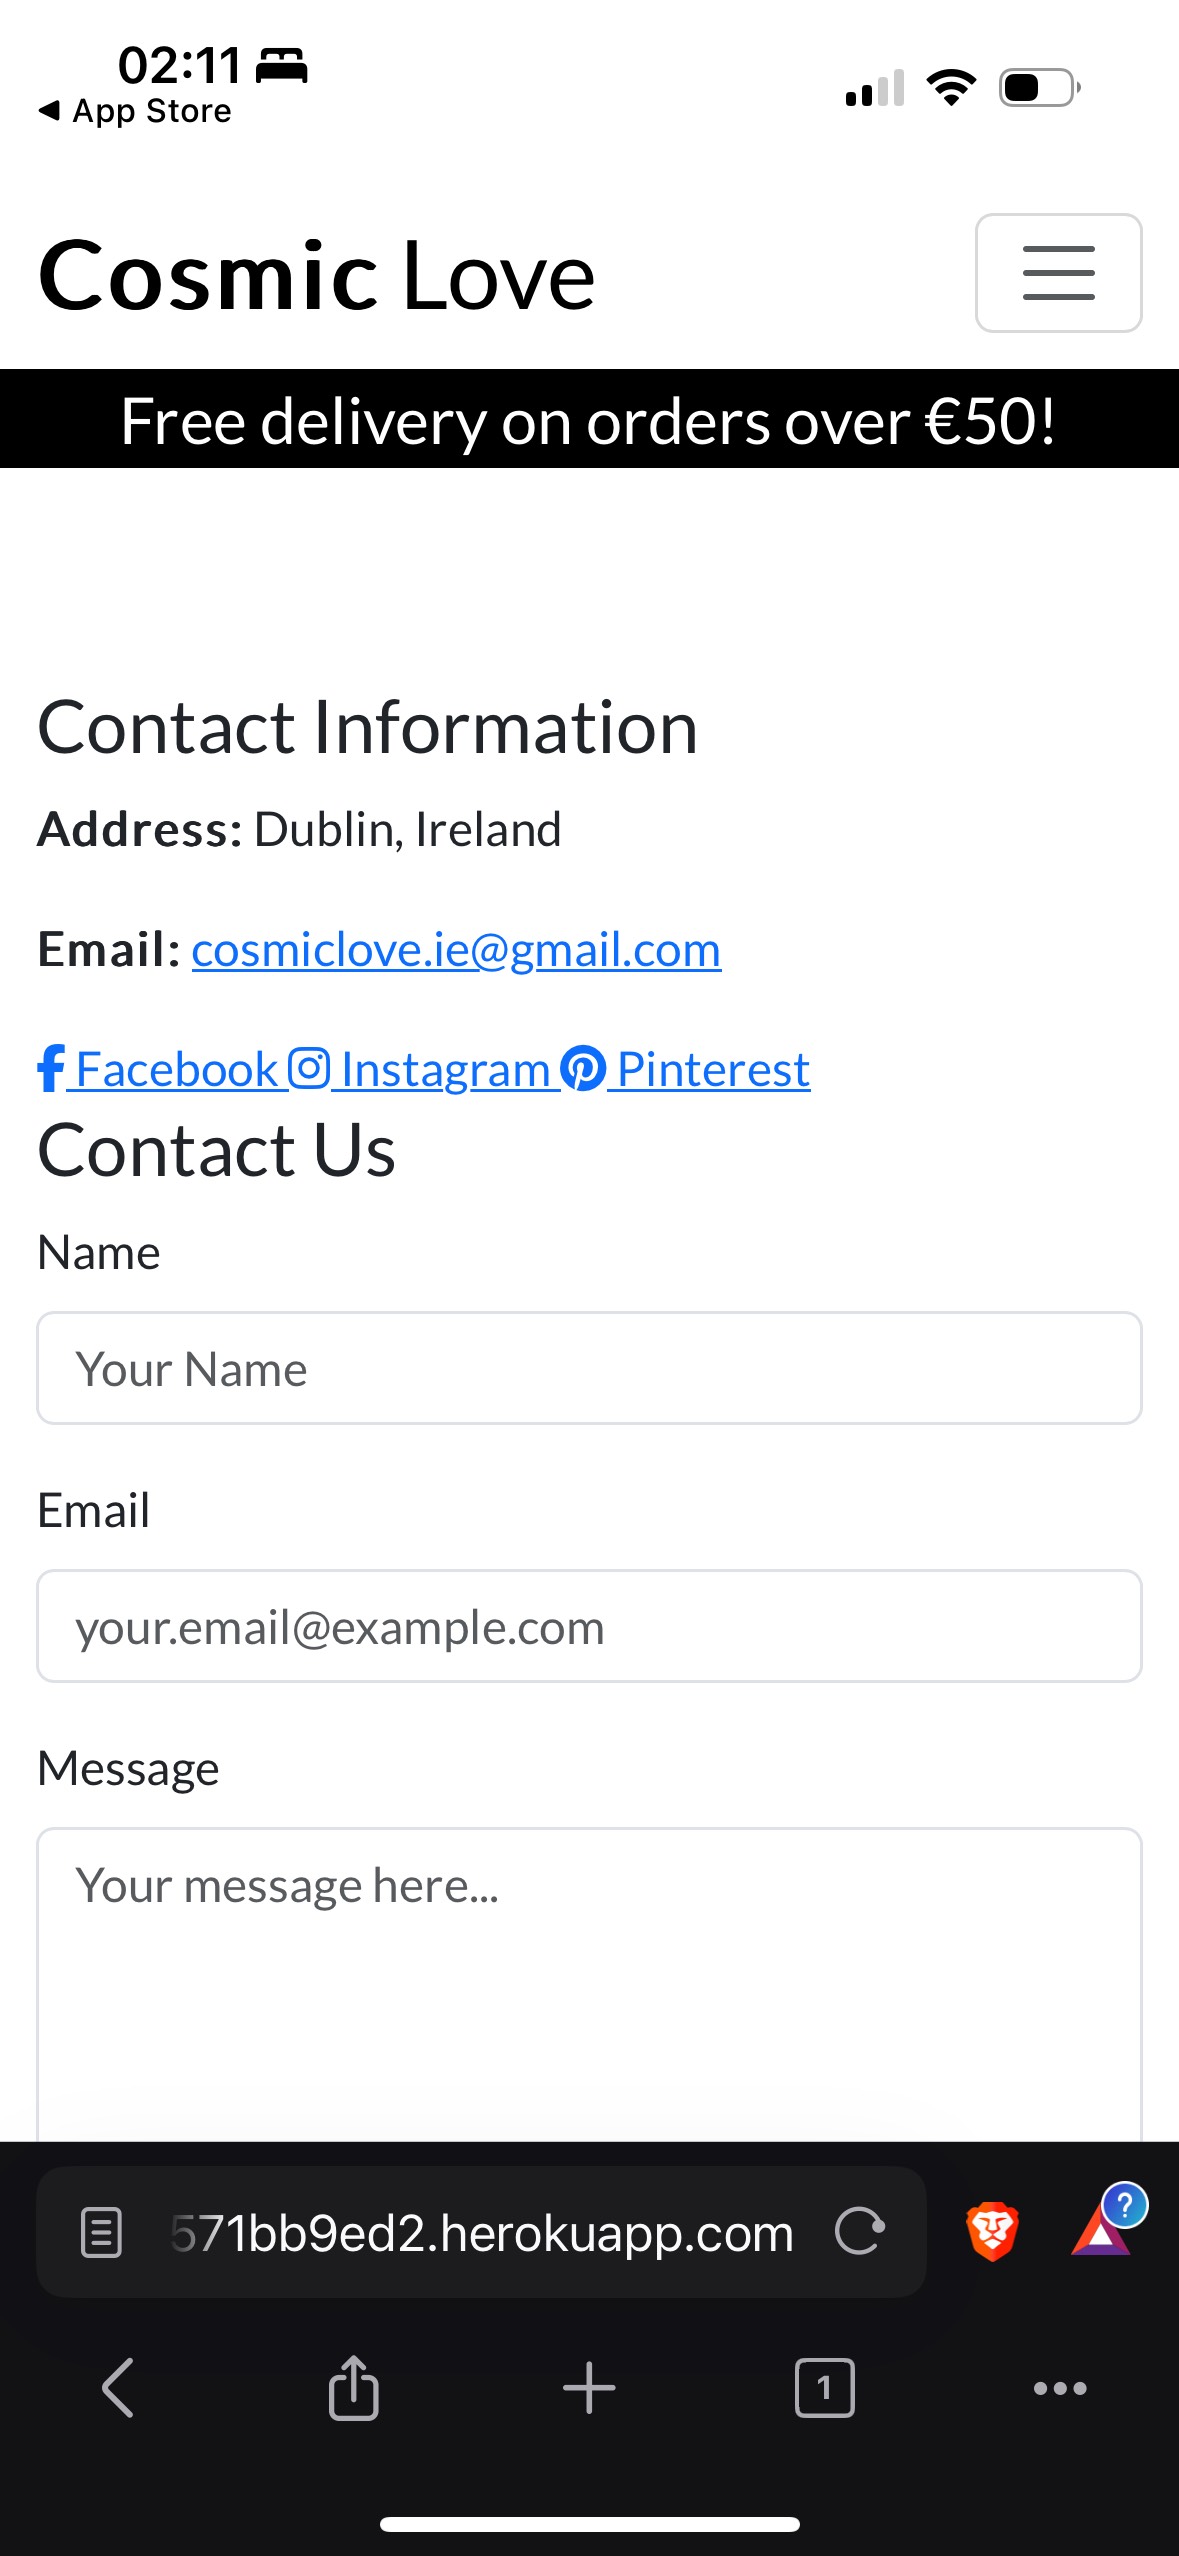 02:11
App Store
Cosmic Love
Free delivery on orders over €50!
Contact Information
Address: Dublin, Ireland
Email: cosmiclove.ie@gmail.com
Facebook Instagram Pinterest
Contact Us
Name
Your Name
Email
your.email@example.com
Message
Your message here...
571bb9ed2.herokuapp.com
?
1